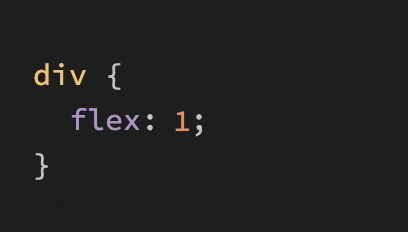 div {
  flex: 1;
}